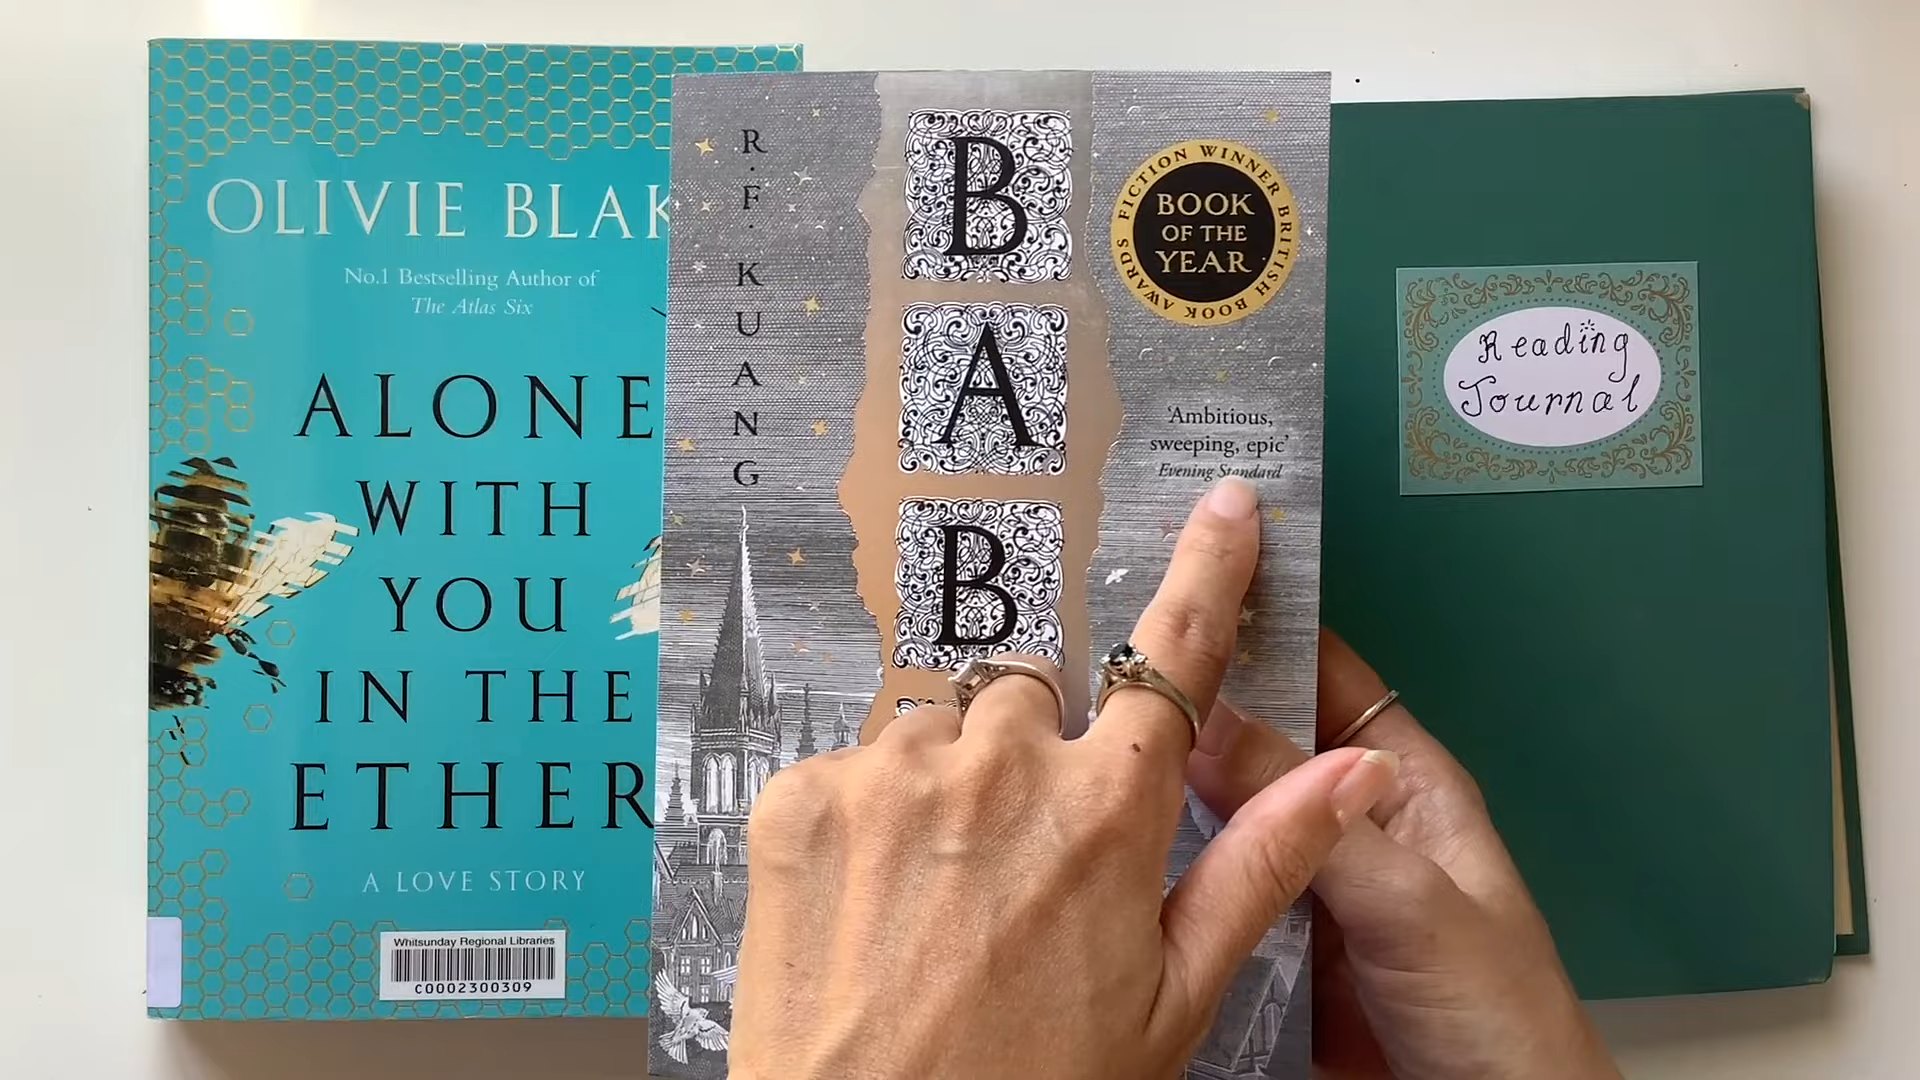 OLIVIE BLAK
No.1 Bestselling Author of
The Atlas Six
ALONE
WITH
YOU
IN THE
ETHER
A LOVE STORY
Whitsunday Regional Libraries
C0002300309
R.F. KUANG
B
A
B
FICTION WINNER BRITISH BOOK AWARDS
BOOK
OF THE
YEAR
‘Ambitious,
sweeping, epic’
Evening Standard
Reading
Journal